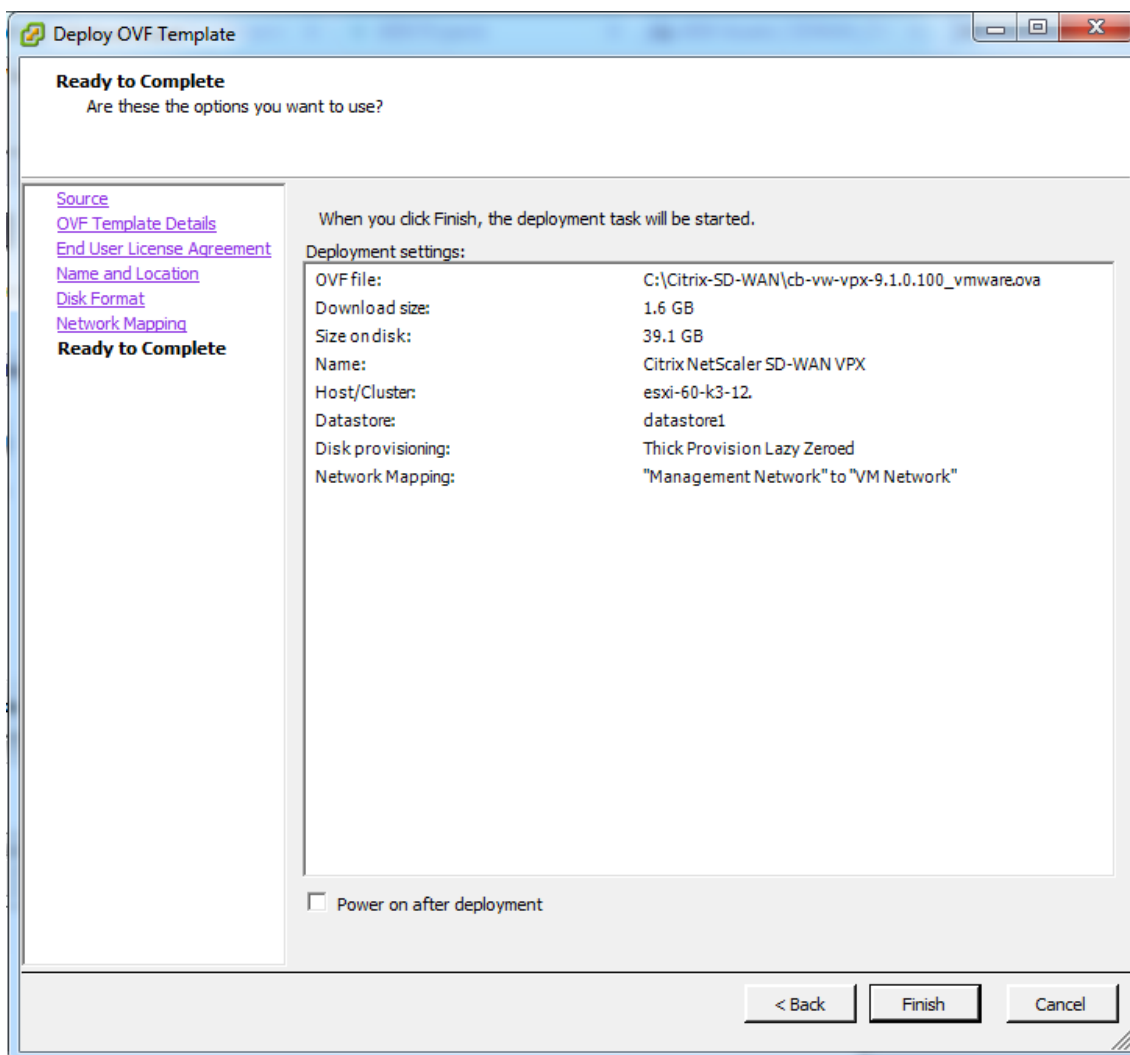 Deploy OVF Template
Ready to Complete
Are these the options you want to use?
Source
OVF Template Details
End User License Agreement
Name and Location
Disk Format
Network Mapping
Ready to Complete
When you click Finish, the deployment task will be started.
Deployment settings:
OVF file: C:\Citrix-SD-WAN\cb-vw-vpx-9.1.0.100_vmware.ova
Download size: 1.6 GB
Size on disk: 39.1 GB
Name: Citrix NetScaler SD-WAN VPX
Host/Cluster: esxi-60-k3-12.
Datastore: datastore1
Disk provisioning: Thick Provision Lazy Zeroed
Network Mapping: "Management Network" to "VM Network"
Power on after deployment
< Back Finish Cancel